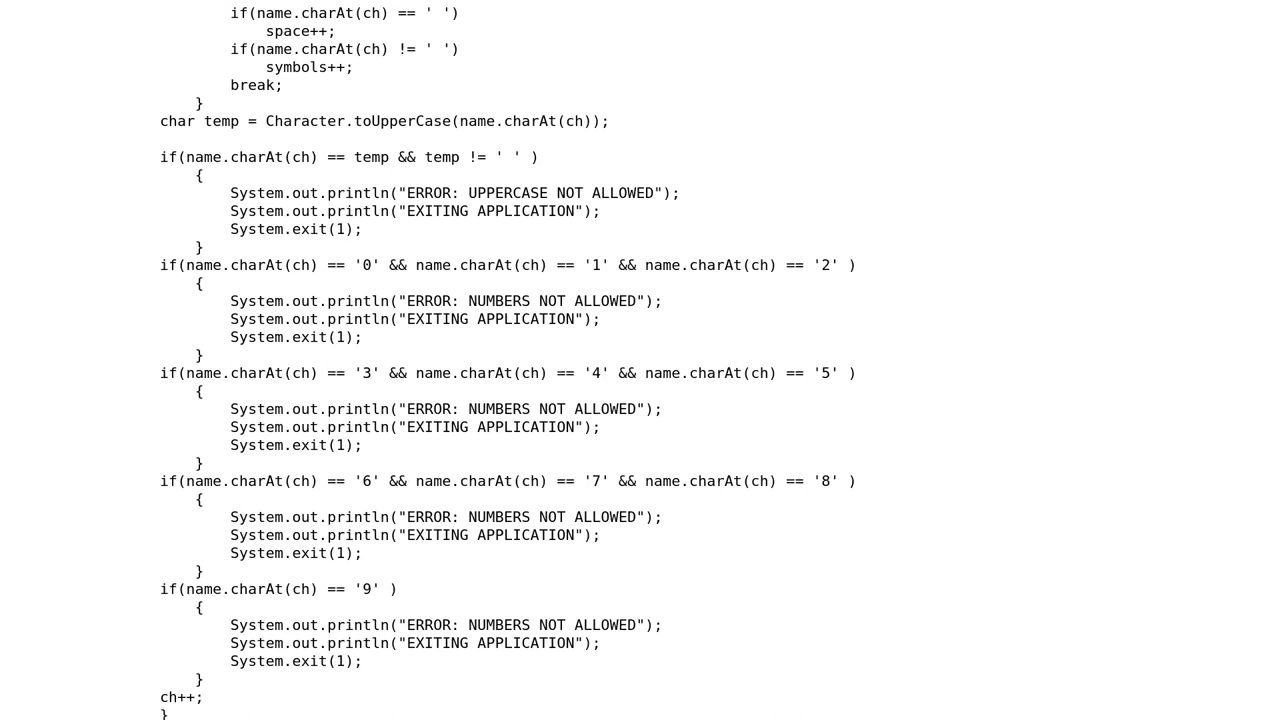 if(name.charAt(ch) == ' ')
space++;
if(name.charAt(ch) != ' ')
symbols++;
break;
}
char temp = Character.toUpperCase(name.charAt(ch));
if(name.charAt(ch) == temp && temp != ' ' )
{
System.out.println("ERROR: UPPERCASE NOT ALLOWED");
System.out.println("EXITING APPLICATION");
System.exit(1);
}
if(name.charAt(ch) == '0' && name.charAt(ch) == '1' && name.charAt(ch) == '2' )
{
System.out.println("ERROR: NUMBERS NOT ALLOWED");
System.out.println("EXITING APPLICATION");
System.exit(1);
}
if(name.charAt(ch) == '3' && name.charAt(ch) == '4' && name.charAt(ch) == '5' )
{
System.out.println("ERROR: NUMBERS NOT ALLOWED");
System.out.println("EXITING APPLICATION");
System.exit(1);
}
if(name.charAt(ch) == '6' && name.charAt(ch) == '7' && name.charAt(ch) == '8' )
{
System.out.println("ERROR: NUMBERS NOT ALLOWED");
System.out.println("EXITING APPLICATION");
System.exit(1);
}
if(name.charAt(ch) == '9' )
{
System.out.println("ERROR: NUMBERS NOT ALLOWED");
System.out.println("EXITING APPLICATION");
System.exit(1);
}
ch++;
}